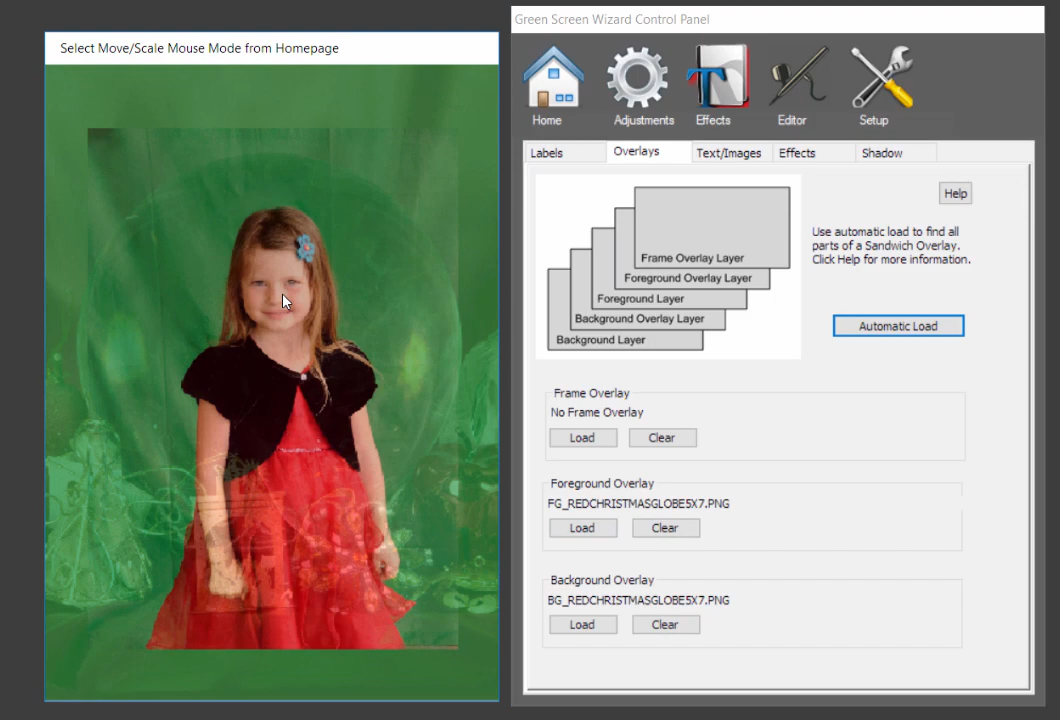 Select Move/Scale Mouse Mode from Homepage
Green Screen Wizard Control Panel
Home
Adjustments
Effects
Editor
Setup
Labels
Overlays
Text/Images
Effects
Shadow
Frame Overlay Layer
Foreground Overlay Layer
Foreground Layer
Background Overlay Layer
Background Layer
Help
Use automatic load to find all
parts of a Sandwich Overlay.
Click Help for more information.
Automatic Load
Frame Overlay
No Frame Overlay
Load
Clear
Foreground Overlay
FG_REDCHRISTMASGLOBE5X7.PNG
Load
Clear
Background Overlay
BG_REDCHRISTMASGLOBE5X7.PNG
Load
Clear